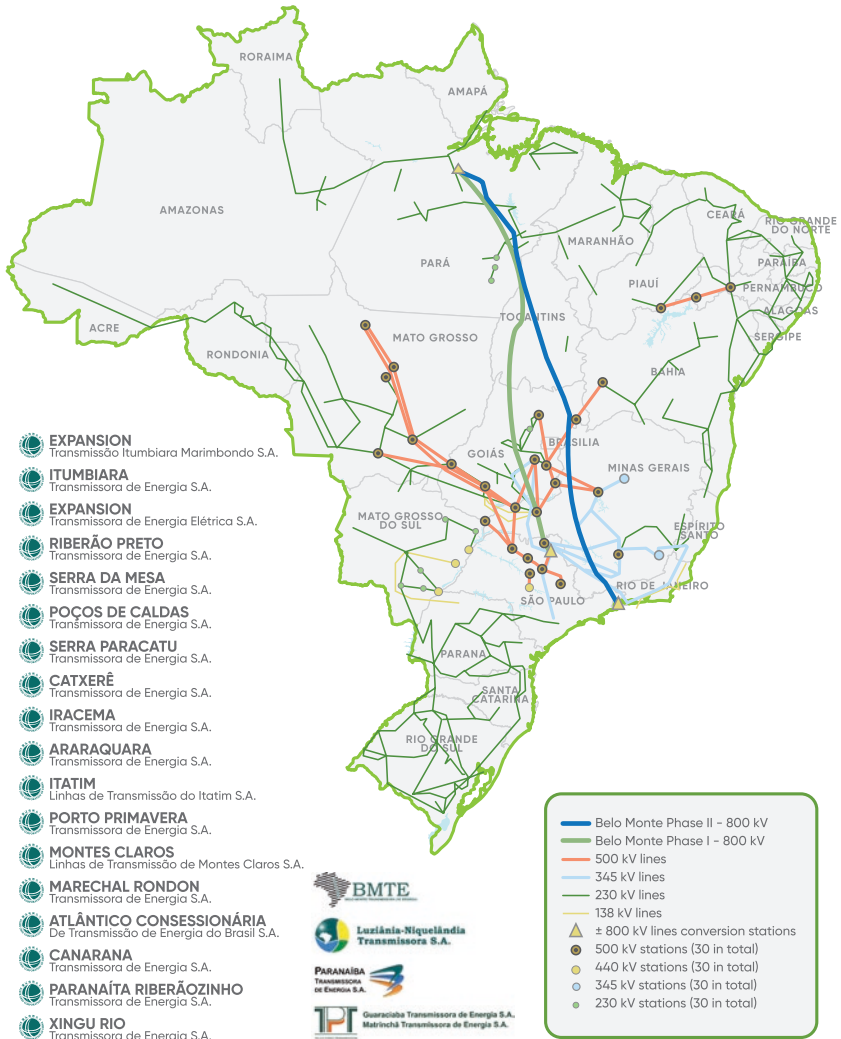 RORAIMA
AMAPÁ
AMAZONAS
PARÁ
MARANHÃO
CEARÁ
RIO GRANDE
DO NORTE
PARAÍBA
PIAUÍ
PERNAMBUCO
ALAGOAS
SERGIPE
TOCANTINS
ACRE
RONDONIA
MATO GROSSO
BAHIA
BRASILIA
GOIÁS
MINAS GERAIS
MATO GROSSO
DO SUL
ESPÍRITO
SANTO
RIO DE JANEIRO
SÃO PAULO
PARANA
SANTA
CATARINA
RIO GRANDE
DO SUL
EXPANSION
Transmissão Itumbiara Marimbondo S.A.
ITUMBIARA
Transmissora de Energia S.A.
EXPANSION
Transmissora de Energia Elétrica S.A.
RIBERÃO PRETO
Transmissora de Energia S.A.
SERRA DA MESA
Transmissora de Energia S.A.
POÇOS DE CALDAS
Transmissora de Energia S.A.
SERRA PARACATU
Transmissora de Energia S.A.
CATXERÊ
Transmissora de Energia S.A.
IRACEMA
Transmissora de Energia S.A.
ARARAQUARA
Transmissora de Energia S.A.
ITATIM
Linhas de Transmissão do Itatim S.A.
PORTO PRIMAVERA
Transmissora de Energia S.A.
MONTES CLAROS
Linhas de Transmissão de Montes Claros S.A.
MARECHAL RONDON
Transmissora de Energia S.A.
ATLÂNTICO CONSESSIONÁRIA
De Transmissão de Energia do Brasil S.A.
CANARANA
Transmissora de Energia S.A.
PARANAÍTA RIBERÃOZINHO
Transmissora de Energia S.A.
XINGU RIO
Transmissora de Energia S.A.
BMTE
BELO MONTE TRANSMISSORA DE ENERGIA
Luziânia-Niquelândia
Transmissora S.A.
PARANAÍBA
TRANSMISSORA
DE ENERGIA S.A.
Guaraciaba Transmissora de Energia S.A.
Matrinchã Transmissora de Energia S.A.
Belo Monte Phase II - 800 kV
Belo Monte Phase I - 800 kV
500 kV lines
345 kV lines
230 kV lines
138 kV lines
± 800 kV lines conversion stations
500 kV stations (30 in total)
440 kV stations (30 in total)
345 kV stations (30 in total)
230 kV stations (30 in total)